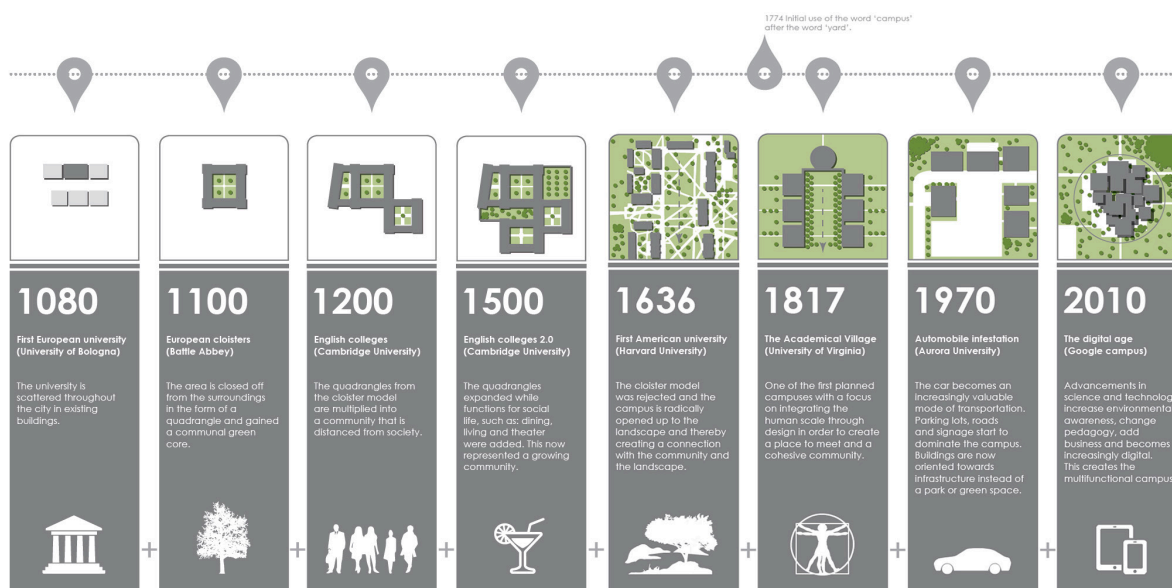 1774 Initial use of the word 'campus'
after the word 'yard'.
1080
First European university
(University of Bologna)
The university is
scattered throughout
the city in existing
buildings.
1100
European cloisters
(Battle Abbey)
The area is closed off
from the surroundings
in the form of a
quadrangle and gained
a communal green
core.
1200
English colleges
(Cambridge University)
The quadrangles from
the cloister model
are multiplied into
a community that is
distanced from society.
1500
English colleges 2.0
(Cambridge University)
The quadrangles
expanded while
functions for social
life, such as: dining,
living and theater
were added. This now
represented a growing
community.
1636
First American university
(Harvard University)
The cloister model
was rejected and the
campus is radically
opened up to the
landscape and thereby
creating a connection
with the community and
the landscape.
1817
The Academical Village
(University of Virginia)
One of the first planned
campuses with a focus
on integrating the
human scale through
design in order to create
a place to meet and a
cohesive community.
1970
Automobile infestation
(Aurora University)
The car becomes an
increasingly valuable
mode of transportation.
Parking lots, roads
and signage start to
dominate the campus.
Buildings are now
oriented towards
infrastructure instead of
a park or green space.
2010
The digital age
(Google campus)
Advancements in
science and technolog
increase environmenta
awareness, change
pedagogy, add
business and becomes
increasingly digital.
This creates the
multifunctional campus
+ + + + + + +